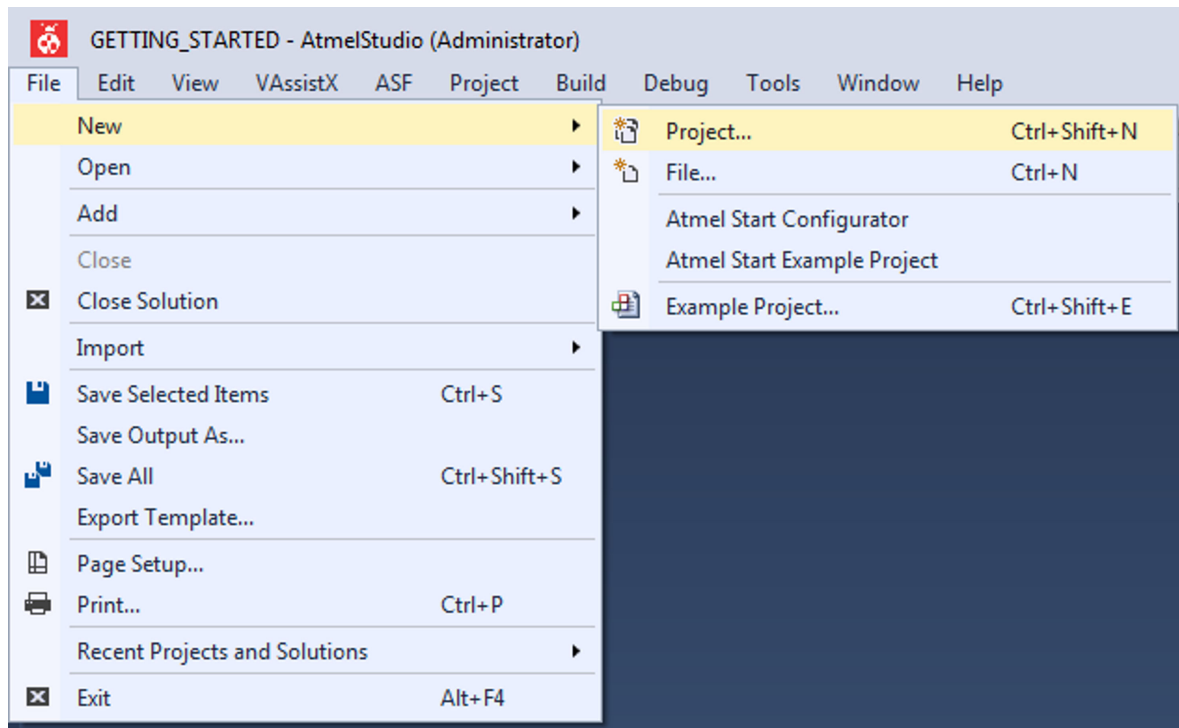 GETTING_STARTED - AtmelStudio (Administrator)
File Edit View VAssistX ASF Project Build Debug Tools Window Help
New
Open
Add
Close
Close Solution
Import
Save Selected Items Ctrl+S
Save Output As...
Save All Ctrl+Shift+S
Export Template...
Page Setup...
Print... Ctrl+P
Recent Projects and Solutions
Exit Alt+F4
Project... Ctrl+Shift+N
File... Ctrl+N
Atmel Start Configurator
Atmel Start Example Project
Example Project... Ctrl+Shift+E